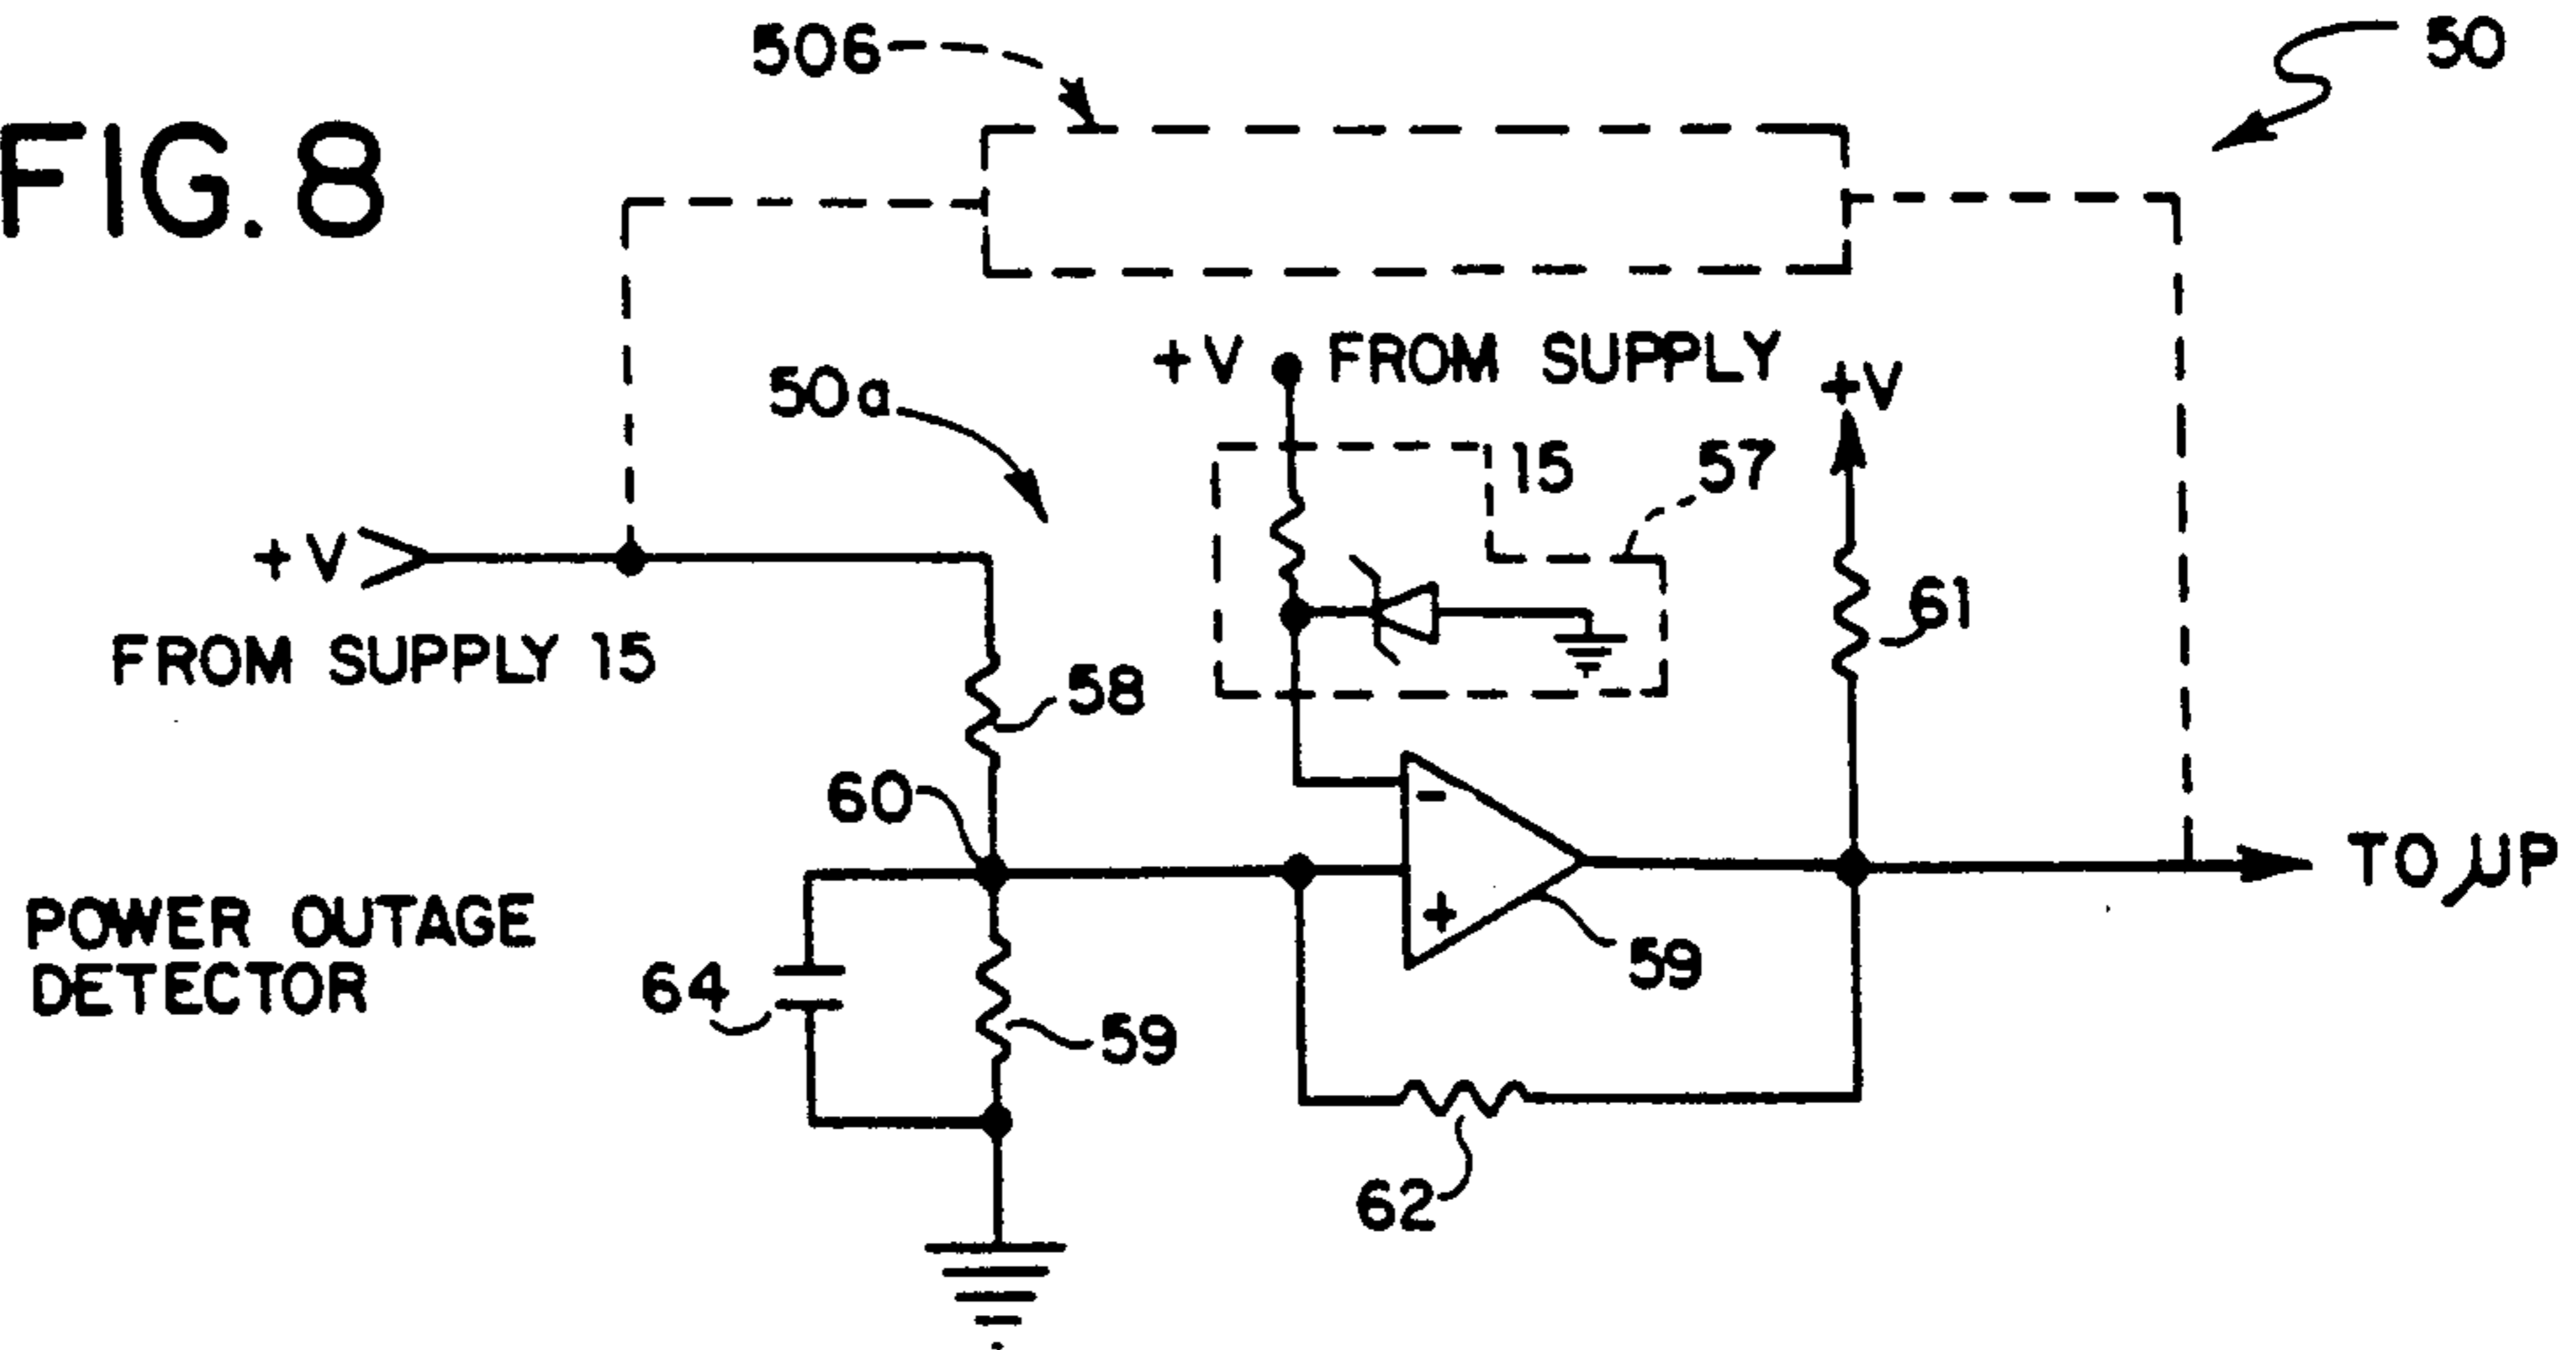 506
50
FIG. 8
+V FROM SUPPLY
+V
50a
15
57
+V
FROM SUPPLY 15
61
58
60
-
TO µP
POWER OUTAGE
DETECTOR
+
59
64
59
62